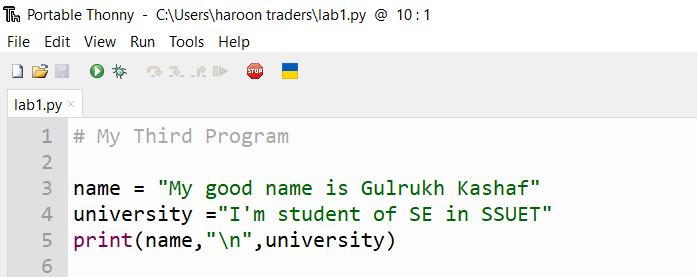 Portable Thonny - C:\Users\haroon traders\lab1.py @ 10 : 1
File Edit View Run Tools Help
STOP
lab1.py ×
1 # My Third Program
2
3 name = "My good name is Gulrukh Kashaf"
4 university ="I'm student of SE in SSUET"
5 print(name,"\n",university)
6